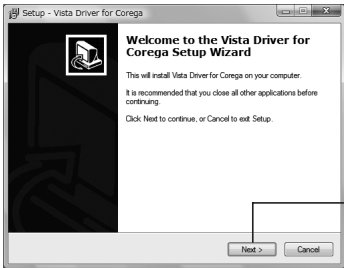 Setup - Vista Driver for Corega
Welcome to the Vista Driver for
Corega Setup Wizard
This will install Vista Driver for Corega on your computer.
It is recommended that you close all other applications before
continuing.
Click Next to continue, or Cancel to exit Setup.
Next >
Cancel